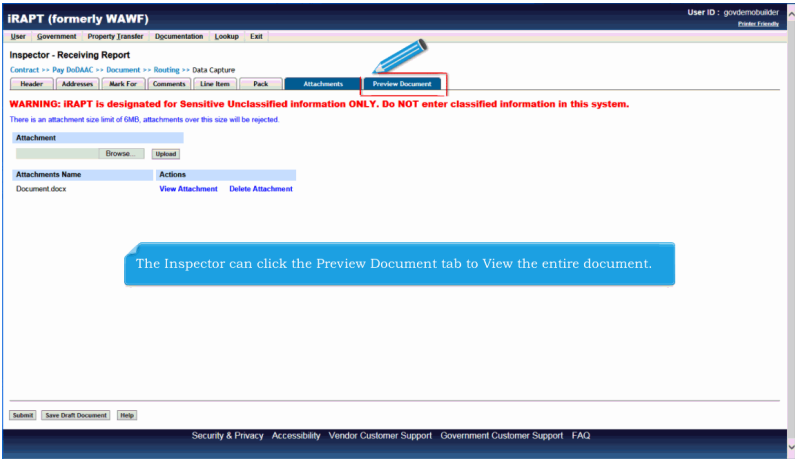 iRAPT (formerly WAWF)
User ID : govdemobuilder
Printer Friendly
User Government Property Transfer Documentation Lookup Exit
Inspector - Receiving Report
Contract >> Pay DoDAAC >> Document >> Routing >> Data Capture
Header Addresses Mark For Comments Line Item Pack Attachments Preview Document
WARNING: iRAPT is designated for Sensitive Unclassified information ONLY. Do NOT enter classified information in this system.
There is an attachment size limit of 6MB, attachments over this size will be rejected.
Attachment
Browse... Upload
Attachments Name Actions
Document.docx View Attachment Delete Attachment
The Inspector can click the Preview Document tab to View the entire document.
Submit Save Draft Document Help
Security & Privacy Accessibility Vendor Customer Support Government Customer Support FAQ